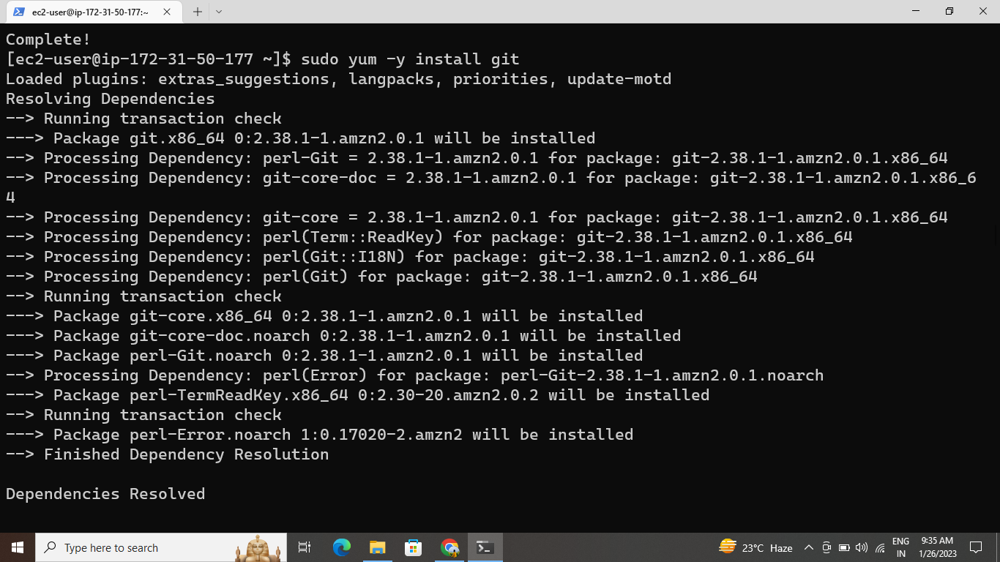 ec2-user@ip-172-31-50-177:~
Complete!
[ec2-user@ip-172-31-50-177 ~]$ sudo yum -y install git
Loaded plugins: extras_suggestions, langpacks, priorities, update-motd
Resolving Dependencies
--> Running transaction check
---> Package git.x86_64 0:2.38.1-1.amzn2.0.1 will be installed
--> Processing Dependency: perl-Git = 2.38.1-1.amzn2.0.1 for package: git-2.38.1-1.amzn2.0.1.x86_64
--> Processing Dependency: git-core-doc = 2.38.1-1.amzn2.0.1 for package: git-2.38.1-1.amzn2.0.1.x86_6
4
--> Processing Dependency: git-core = 2.38.1-1.amzn2.0.1 for package: git-2.38.1-1.amzn2.0.1.x86_64
--> Processing Dependency: perl(Term::ReadKey) for package: git-2.38.1-1.amzn2.0.1.x86_64
--> Processing Dependency: perl(Git::I18N) for package: git-2.38.1-1.amzn2.0.1.x86_64
--> Processing Dependency: perl(Git) for package: git-2.38.1-1.amzn2.0.1.x86_64
--> Running transaction check
---> Package git-core.x86_64 0:2.38.1-1.amzn2.0.1 will be installed
---> Package git-core-doc.noarch 0:2.38.1-1.amzn2.0.1 will be installed
---> Package perl-Git.noarch 0:2.38.1-1.amzn2.0.1 will be installed
--> Processing Dependency: perl(Error) for package: perl-Git-2.38.1-1.amzn2.0.1.noarch
---> Package perl-TermReadKey.x86_64 0:2.30-20.amzn2.0.2 will be installed
--> Running transaction check
---> Package perl-Error.noarch 1:0.17020-2.amzn2 will be installed
--> Finished Dependency Resolution
Dependencies Resolved
Type here to search
23°C Haze
ENG
IN
9:35 AM
1/26/2023